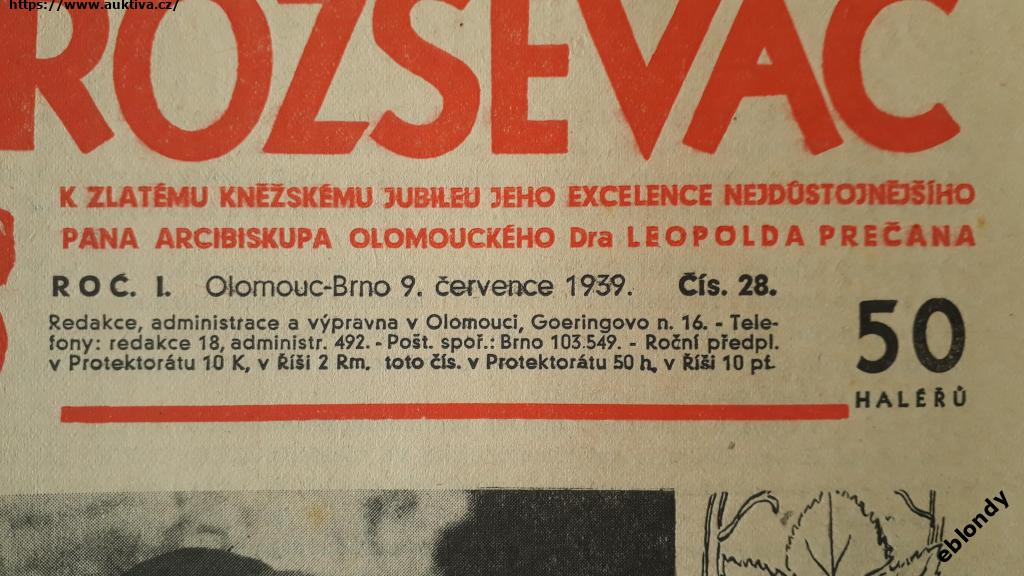 https://www.auktiva.cz/
ROZSÉVAČ
K ZLATÉMU KNĚŽSKÉMU JUBILEU JEHO EXCELENCE NEJDŮSTOJNĚJŠÍHO
PANA ARCIBISKUPA OLOMOUCKÉHO Dra LEOPOLDA PREČANA
ROČ. I. Olomouc-Brno 9. července 1939. Čís. 28.
Redakce, administrace a výpravna v Olomouci, Goeringovo n. 16. - Tele-
fony: redakce 18, administr. 492. - Pošt. spoř.: Brno 103.549. - Roční předpl.
v Protektorátu 10 K, v Říši 2 Rm. toto čís. v Protektorátu 50 h, v Říši 10 pf.
50
HALÉŘŮ
eblondy